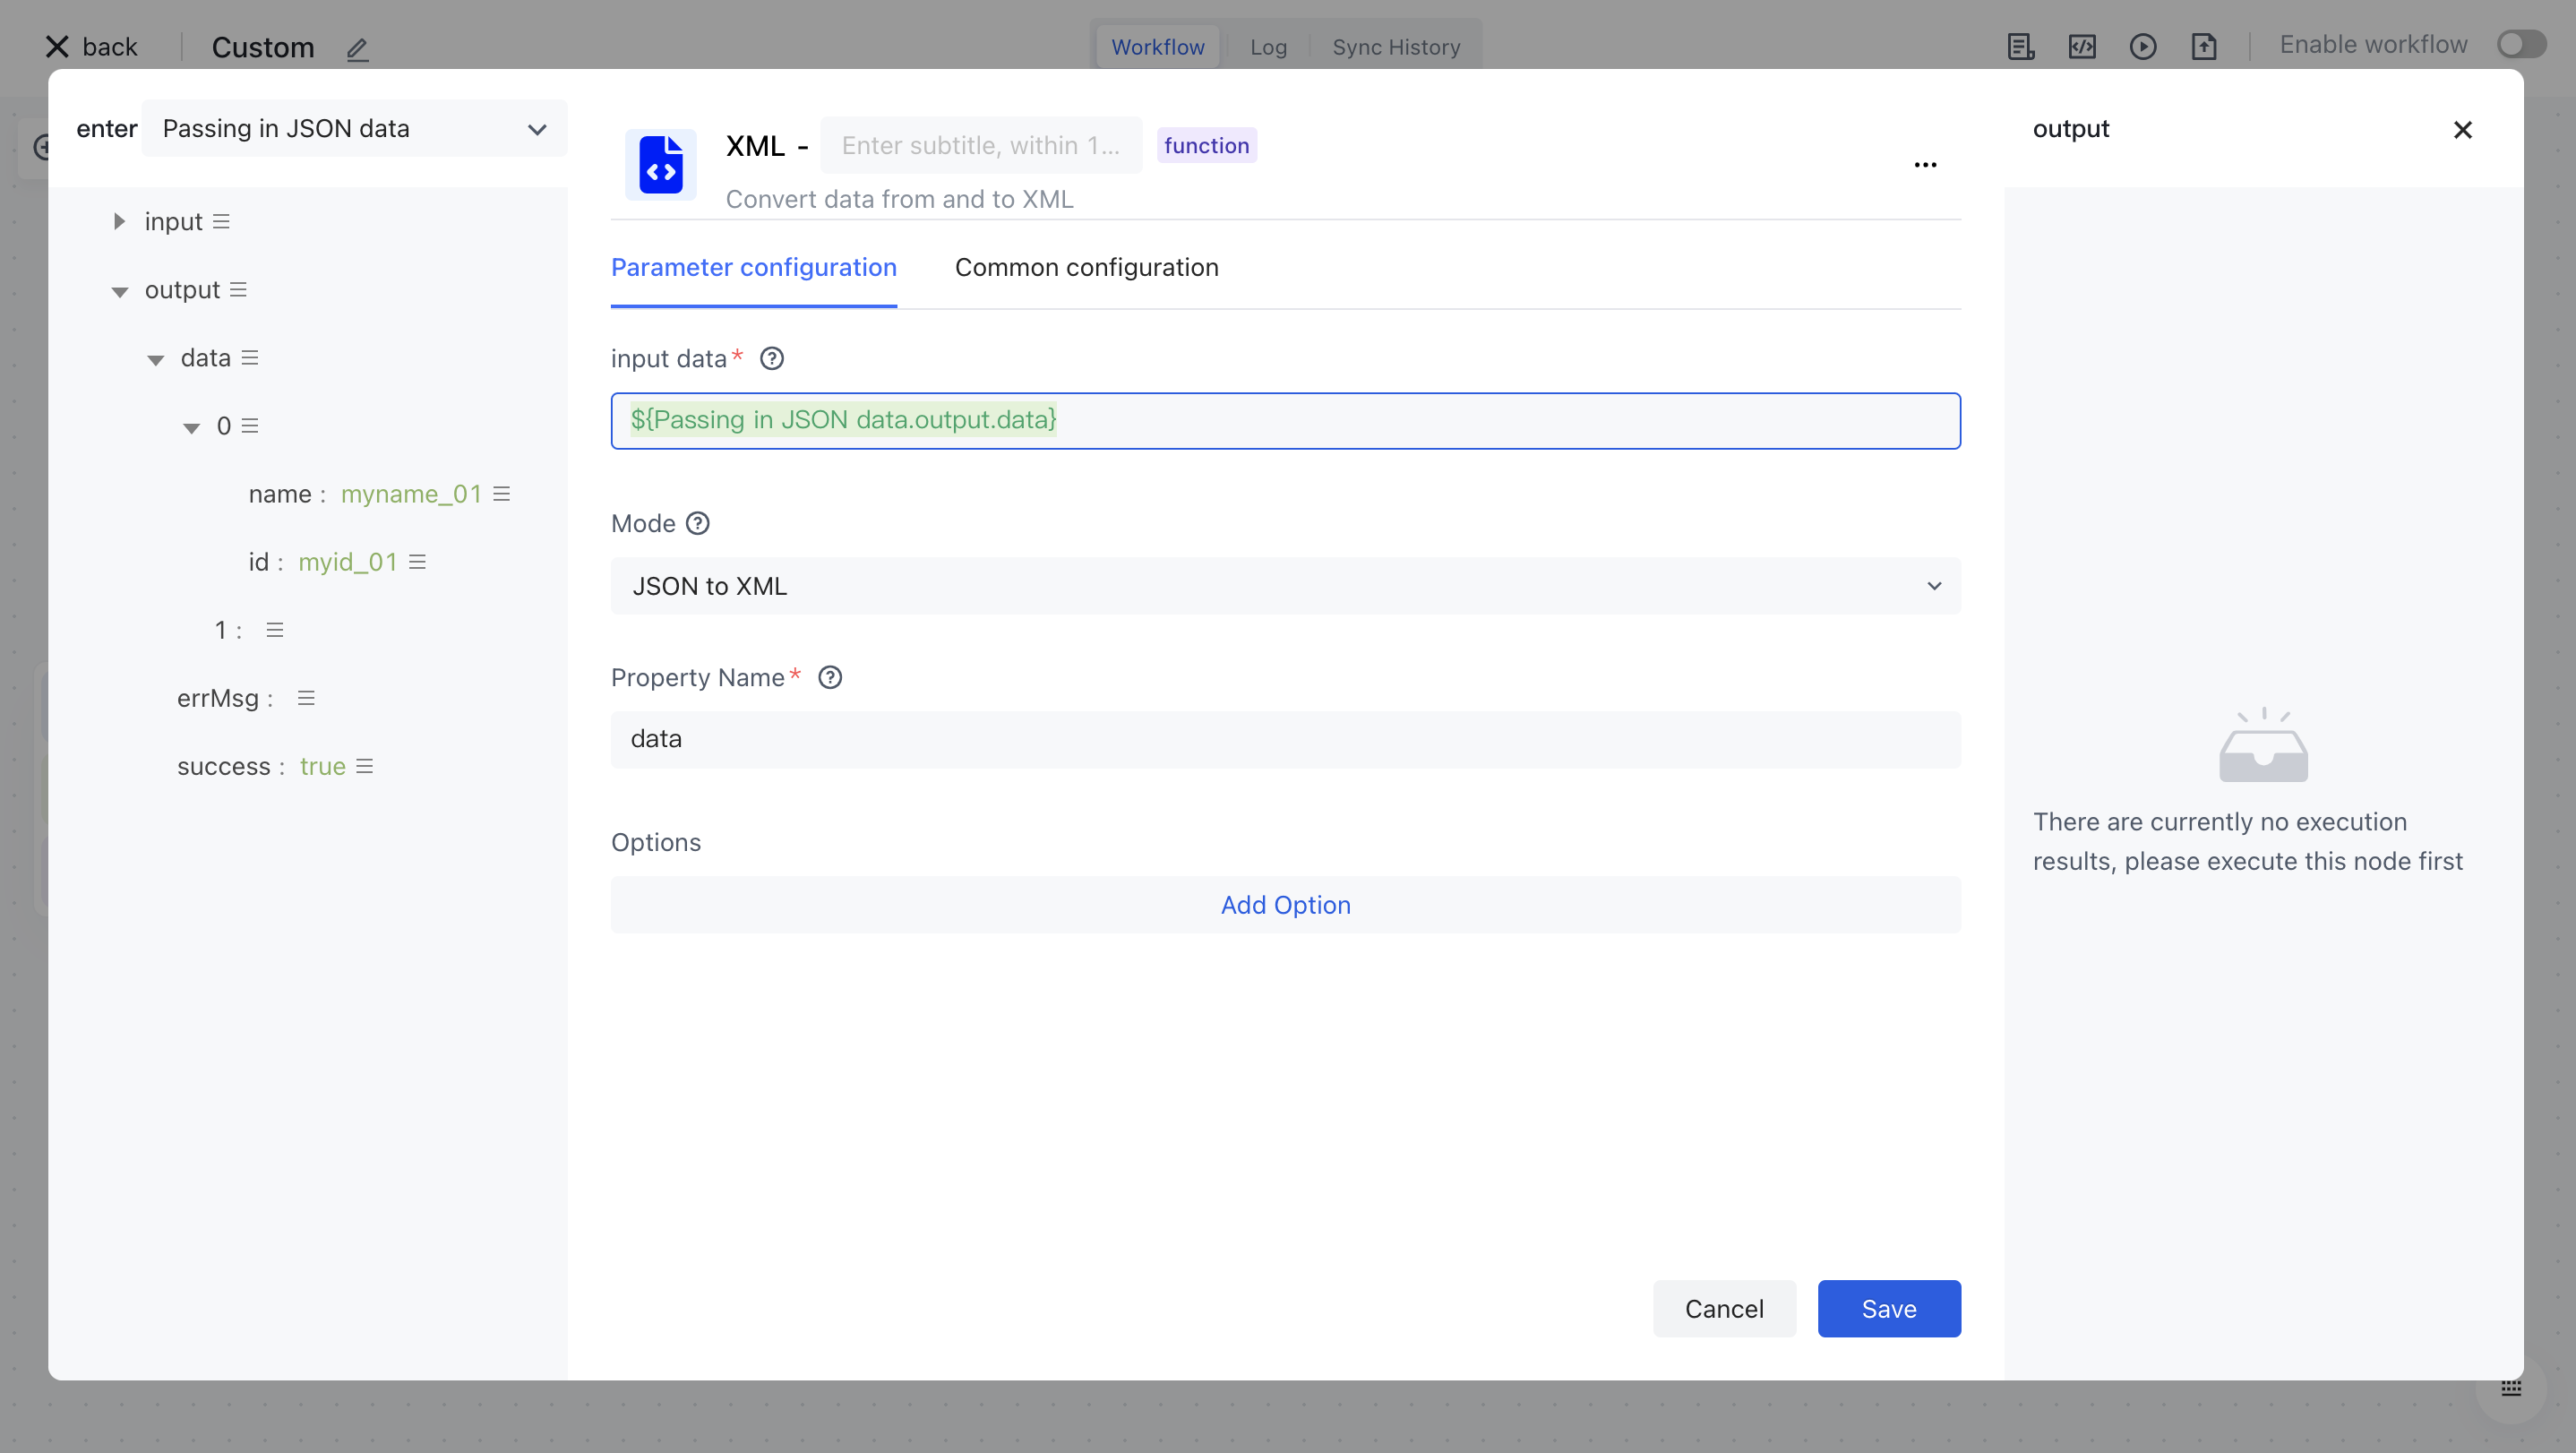 back
Custom
Workflow
Log
Sync History
Enable workflow
enter
Passing in JSON data
input
output
data
0
name : myname_01
id : myid_01
1 :
errMsg :
success : true
XML -
Enter subtitle, within 1...
function
...
Convert data from and to XML
Parameter configuration
Common configuration
input data*
${Passing in JSON data.output.data}
Mode
JSON to XML
Property Name*
data
Options
Add Option
Cancel
Save
output
There are currently no execution
results, please execute this node first